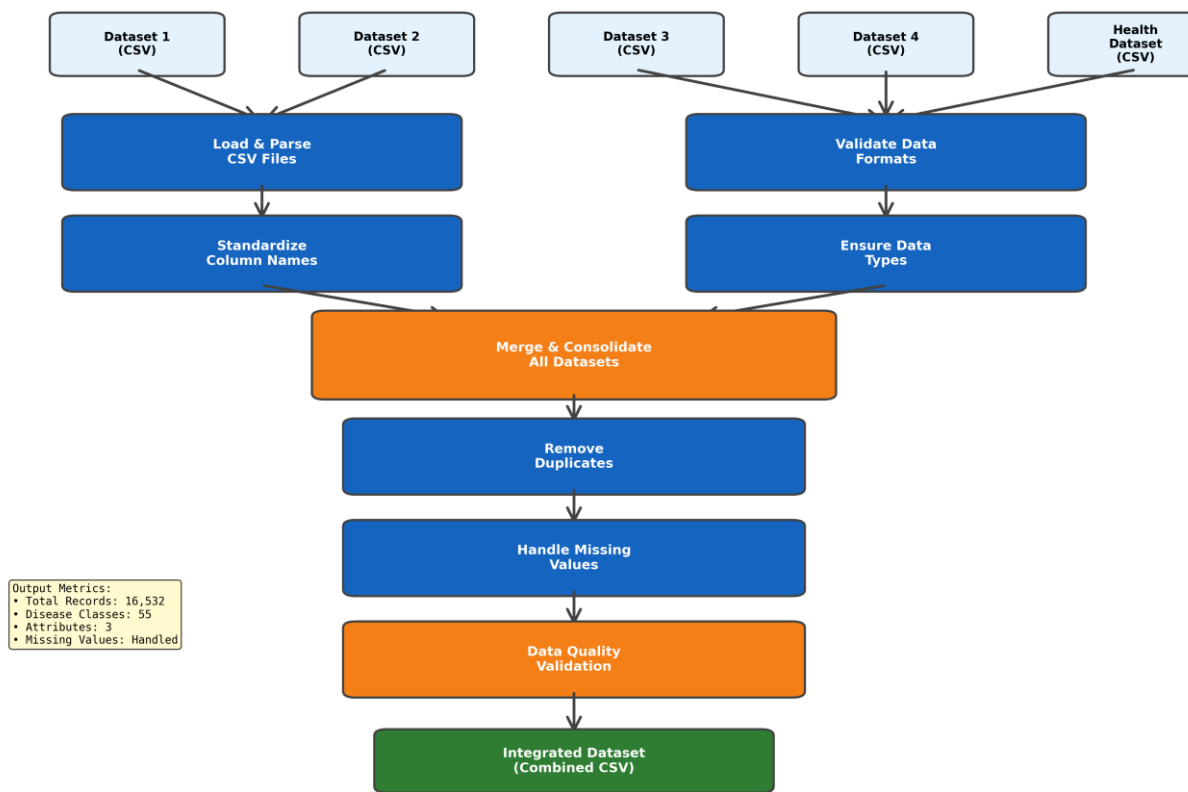 Dataset 1
(CSV)
Dataset 2
(CSV)
Dataset 3
(CSV)
Dataset 4
(CSV)
Health
Dataset
(CSV)
Load & Parse
CSV Files
Validate Data
Formats
Standardize
Column Names
Ensure Data
Types
Merge & Consolidate
All Datasets
Remove
Duplicates
Handle Missing
Values
Output Metrics:
• Total Records: 16,532
• Disease Classes: 55
• Attributes: 3
• Missing Values: Handled
Data Quality
Validation
Integrated Dataset
(Combined CSV)